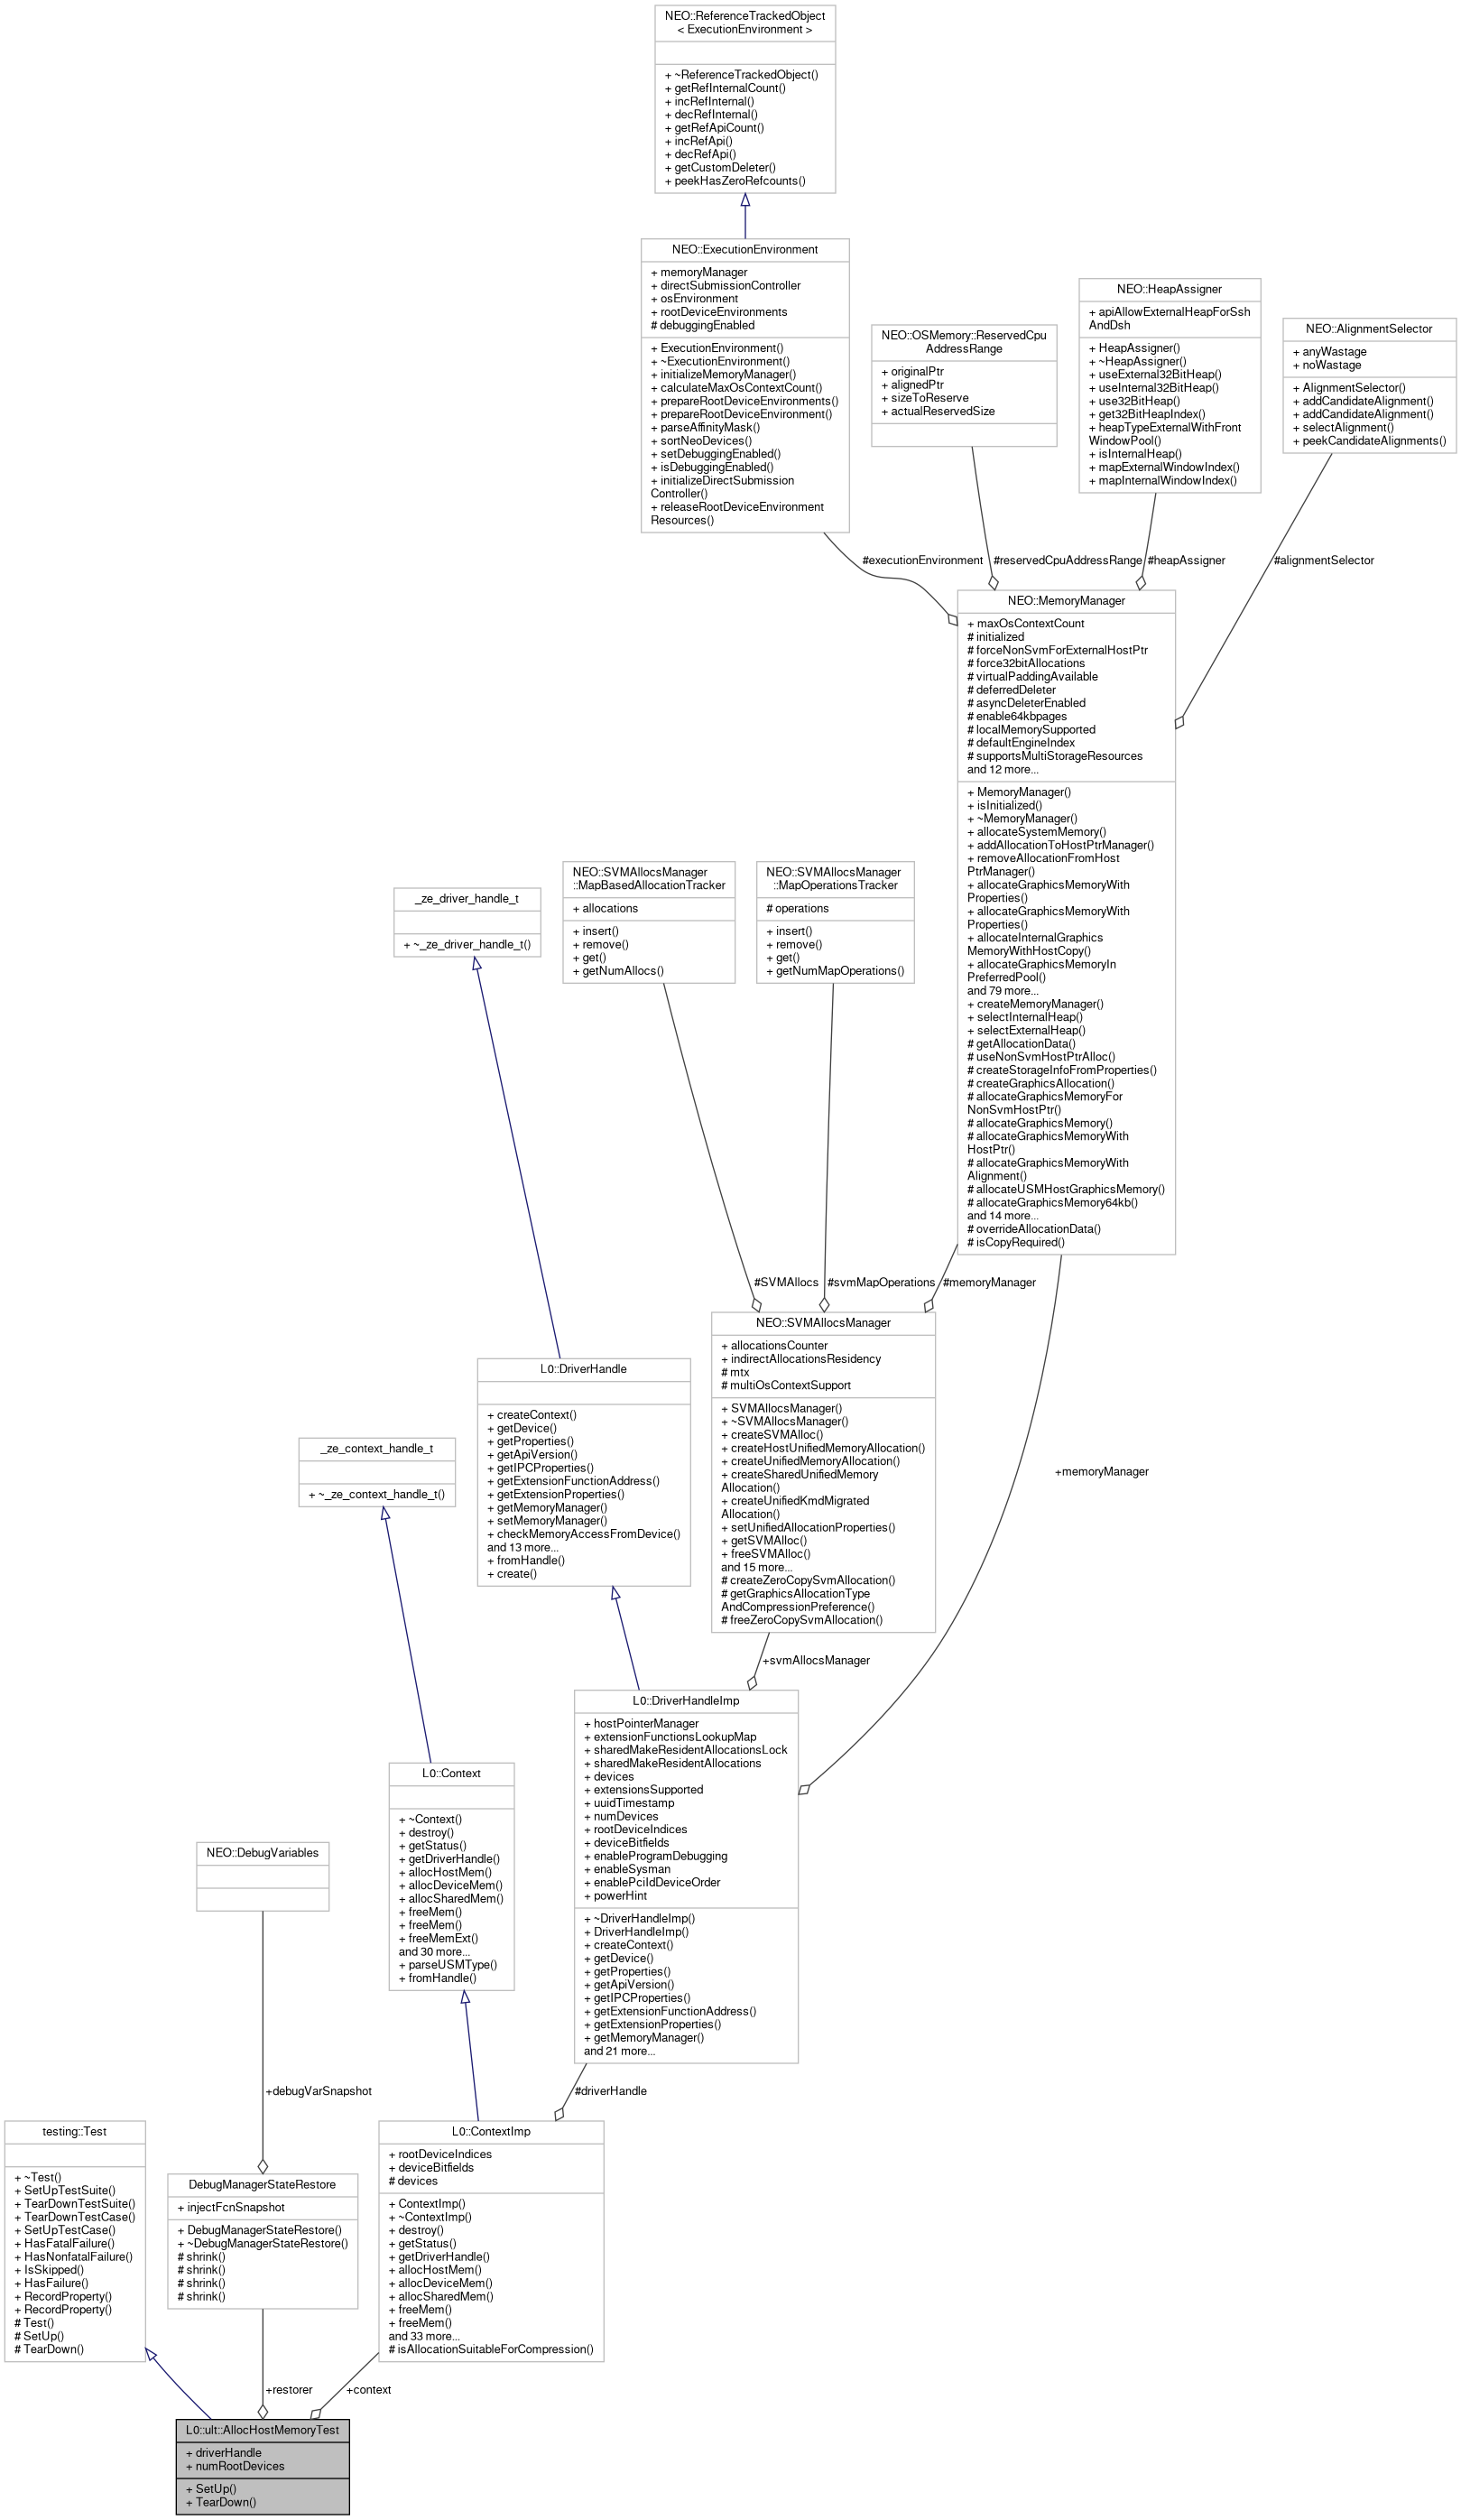 NEO::ReferenceTrackedObject
< ExecutionEnvironment >
+ ~ReferenceTrackedObject()
+ getRefInternalCount()
+ incRefInternal()
+ decRefInternal()
+ getRefApiCount()
+ incRefApi()
+ decRefApi()
+ getCustomDeleter()
+ peekHasZeroRefcounts()
NEO::ExecutionEnvironment
+ memoryManager
+ directSubmissionController
+ osEnvironment
+ rootDeviceEnvironments
# debuggingEnabled
+ ExecutionEnvironment()
+ ~ExecutionEnvironment()
+ initializeMemoryManager()
+ calculateMaxOsContextCount()
+ prepareRootDeviceEnvironments()
+ prepareRootDeviceEnvironment()
+ parseAffinityMask()
+ sortNeoDevices()
+ setDebuggingEnabled()
+ isDebuggingEnabled()
+ initializeDirectSubmission
Controller()
+ releaseRootDeviceEnvironment
Resources()
NEO::OSMemory::ReservedCpu
AddressRange
+ originalPtr
+ alignedPtr
+ sizeToReserve
+ actualReservedSize
NEO::HeapAssigner
+ apiAllowExternalHeapForSsh
AndDsh
+ HeapAssigner()
+ ~HeapAssigner()
+ useExternal32BitHeap()
+ useInternal32BitHeap()
+ use32BitHeap()
+ get32BitHeapIndex()
+ heapTypeExternalWithFront
WindowPool()
+ isInternalHeap()
+ mapExternalWindowIndex()
+ mapInternalWindowIndex()
NEO::AlignmentSelector
+ anyWastage
+ noWastage
+ AlignmentSelector()
+ addCandidateAlignment()
+ addCandidateAlignment()
+ selectAlignment()
+ peekCandidateAlignments()
#executionEnvironment
#reservedCpuAddressRange
#heapAssigner
#alignmentSelector
NEO::MemoryManager
+ maxOsContextCount
# initialized
# forceNonSvmForExternalHostPtr
# force32bitAllocations
# virtualPaddingAvailable
# deferredDeleter
# asyncDeleterEnabled
# enable64kbpages
# localMemorySupported
# defaultEngineIndex
# supportsMultiStorageResources
and 12 more...
+ MemoryManager()
+ isInitialized()
+ ~MemoryManager()
+ allocateSystemMemory()
+ addAllocationToHostPtrManager()
+ removeAllocationFromHost
PtrManager()
+ allocateGraphicsMemoryWith
Properties()
+ allocateGraphicsMemoryWith
Properties()
+ allocateInternalGraphics
MemoryWithHostCopy()
+ allocateGraphicsMemoryIn
PreferredPool()
and 79 more...
+ createMemoryManager()
+ selectInternalHeap()
+ selectExternalHeap()
# getAllocationData()
# useNonSvmHostPtrAlloc()
# createStorageInfoFromProperties()
# createGraphicsAllocation()
# allocateGraphicsMemoryFor
NonSvmHostPtr()
# allocateGraphicsMemory()
# allocateGraphicsMemoryWith
HostPtr()
# allocateGraphicsMemoryWith
Alignment()
# allocateUSMHostGraphicsMemory()
# allocateGraphicsMemory64kb()
and 14 more...
# overrideAllocationData()
# isCopyRequired()
NEO::SVMAllocsManager
::MapBasedAllocationTracker
+ allocations
+ insert()
+ remove()
+ get()
+ getNumAllocs()
NEO::SVMAllocsManager
::MapOperationsTracker
# operations
+ insert()
+ remove()
+ get()
+ getNumMapOperations()
_ze_driver_handle_t
+ ~_ze_driver_handle_t()
#SVMAllocs
#svmMapOperations
#memoryManager
NEO::SVMAllocsManager
+ allocationsCounter
+ indirectAllocationsResidency
# mtx
# multiOsContextSupport
+ SVMAllocsManager()
+ ~SVMAllocsManager()
+ createSVMAlloc()
+ createHostUnifiedMemoryAllocation()
+ createUnifiedMemoryAllocation()
+ createSharedUnifiedMemory
Allocation()
+ createUnifiedKmdMigrated
Allocation()
+ setUnifiedAllocationProperties()
+ getSVMAlloc()
+ freeSVMAlloc()
and 15 more...
# createZeroCopySvmAllocation()
# getGraphicsAllocationType
AndCompressionPreference()
# freeZeroCopySvmAllocation()
L0::DriverHandle
+ createContext()
+ getDevice()
+ getProperties()
+ getApiVersion()
+ getIPCProperties()
+ getExtensionFunctionAddress()
+ getExtensionProperties()
+ getMemoryManager()
+ setMemoryManager()
+ checkMemoryAccessFromDevice()
and 13 more...
+ fromHandle()
+ create()
_ze_context_handle_t
+ ~_ze_context_handle_t()
+memoryManager
+svmAllocsManager
L0::DriverHandleImp
+ hostPointerManager
+ extensionFunctionsLookupMap
+ sharedMakeResidentAllocationsLock
+ sharedMakeResidentAllocations
+ devices
+ extensionsSupported
+ uuidTimestamp
+ numDevices
+ rootDeviceIndices
+ deviceBitfields
+ enableProgramDebugging
+ enableSysman
+ enablePciIdDeviceOrder
+ powerHint
+ ~DriverHandleImp()
+ DriverHandleImp()
+ createContext()
+ getDevice()
+ getProperties()
+ getApiVersion()
+ getIPCProperties()
+ getExtensionFunctionAddress()
+ getExtensionProperties()
+ getMemoryManager()
and 21 more...
L0::Context
+ ~Context()
+ destroy()
+ getStatus()
+ getDriverHandle()
+ allocHostMem()
+ allocDeviceMem()
+ allocSharedMem()
+ freeMem()
+ freeMem()
+ freeMemExt()
and 30 more...
+ parseUSMType()
+ fromHandle()
NEO::DebugVariables
+debugVarSnapshot
#driverHandle
testing::Test
+ ~Test()
+ SetUpTestSuite()
+ TearDownTestSuite()
+ TearDownTestCase()
+ SetUpTestCase()
+ HasFatalFailure()
+ HasNonfatalFailure()
+ IsSkipped()
+ HasFailure()
+ RecordProperty()
+ RecordProperty()
# Test()
# SetUp()
# TearDown()
DebugManagerStateRestore
+ injectFcnSnapshot
+ DebugManagerStateRestore()
+ ~DebugManagerStateRestore()
# shrink()
# shrink()
# shrink()
# shrink()
L0::ContextImp
+ rootDeviceIndices
+ deviceBitfields
# devices
+ ContextImp()
+ ~ContextImp()
+ destroy()
+ getStatus()
+ getDriverHandle()
+ allocHostMem()
+ allocDeviceMem()
+ allocSharedMem()
+ freeMem()
+ freeMem()
and 33 more...
# isAllocationSuitableForCompression()
+restorer
+context
L0::ult::AllocHostMemoryTest
+ driverHandle
+ numRootDevices
+ SetUp()
+ TearDown()